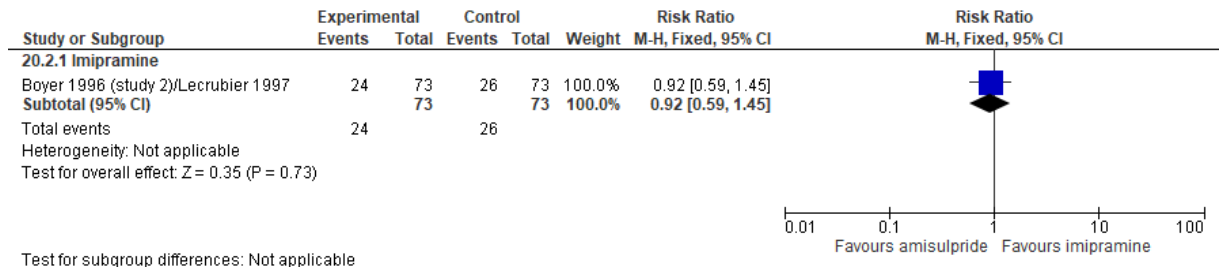 Experimental Control Risk Ratio Risk Ratio
Study or Subgroup Events Total Events Total Weight M-H, Fixed, 95% CI M-H, Fixed, 95% CI
20.2.1 Imipramine
Boyer 1996 (study 2)/Lecrubier 1997 24 73 26 73 100.0% 0.92 [0.59, 1.45]
Subtotal (95% CI) 73 73 100.0% 0.92 [0.59, 1.45]
Total events 24 26
Heterogeneity: Not applicable
Test for overall effect: Z = 0.35 (P = 0.73)
0.01 0.1 1 10 100
Favours amisulpride Favours imipramine
Test for subgroup differences: Not applicable